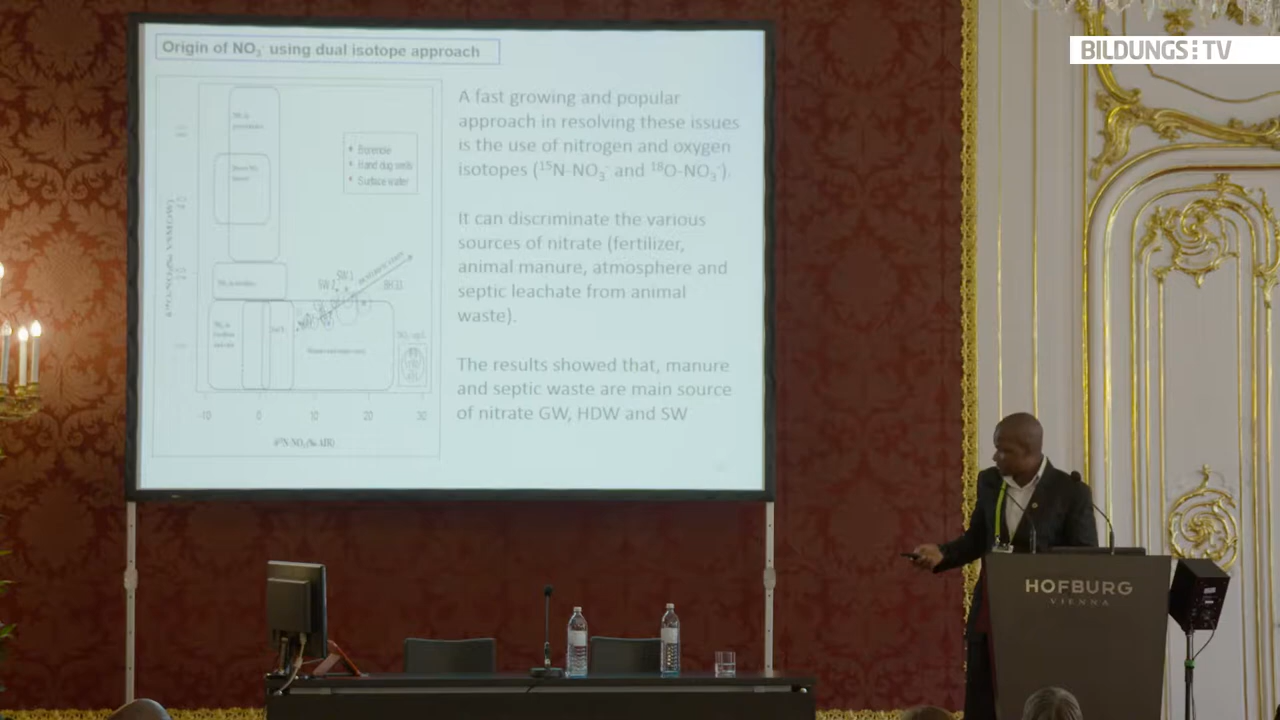 BILDUNGS TV
Origin of NO₃⁻ using dual isotope approach
A fast growing and popular
approach in resolving these issues
is the use of nitrogen and oxygen
isotopes (¹⁵N-NO₃⁻ and ¹⁸O-NO₃⁻).
It can discriminate the various
sources of nitrate (fertilizer,
animal manure, atmosphere and
septic leachate from animal
waste).
The results showed that, manure
and septic waste are main source
of nitrate GW, HDW and SW
Borehole
Hand dug wells
Surface water
SW1
-10 0 10 20 30
HOFBURG
VIENNA